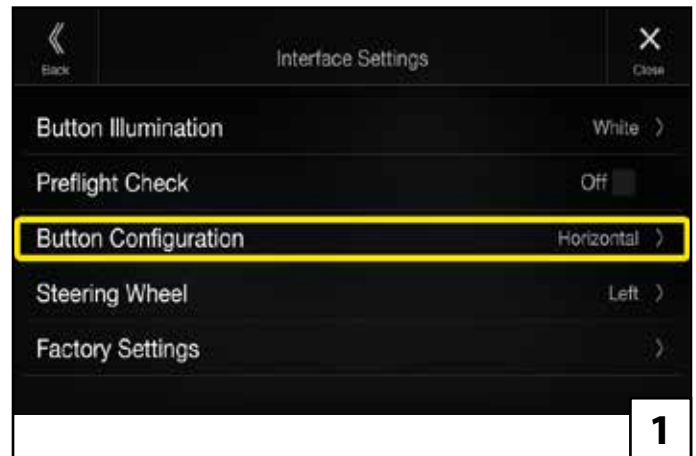 Back
Interface Settings
Close
Button Illumination White
Preflight Check Off
Button Configuration Horizontal
Steering Wheel Left
Factory Settings
1